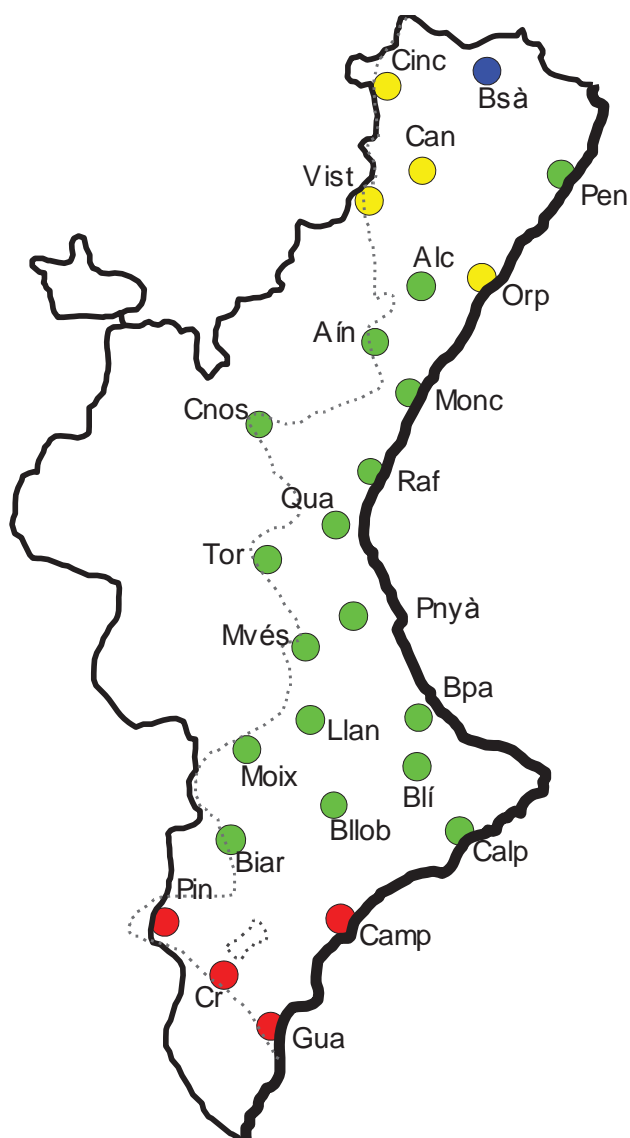 Cinc
Bsà
Can
Vist
Pen
Alc
Orp
Aín
Monc
Cnos
Raf
Qua
Tor
Pnyà
Mvés
Bpa
Llan
Moix
Blí
Bllob
Calp
Biar
Pin
Camp
Cr
Gua